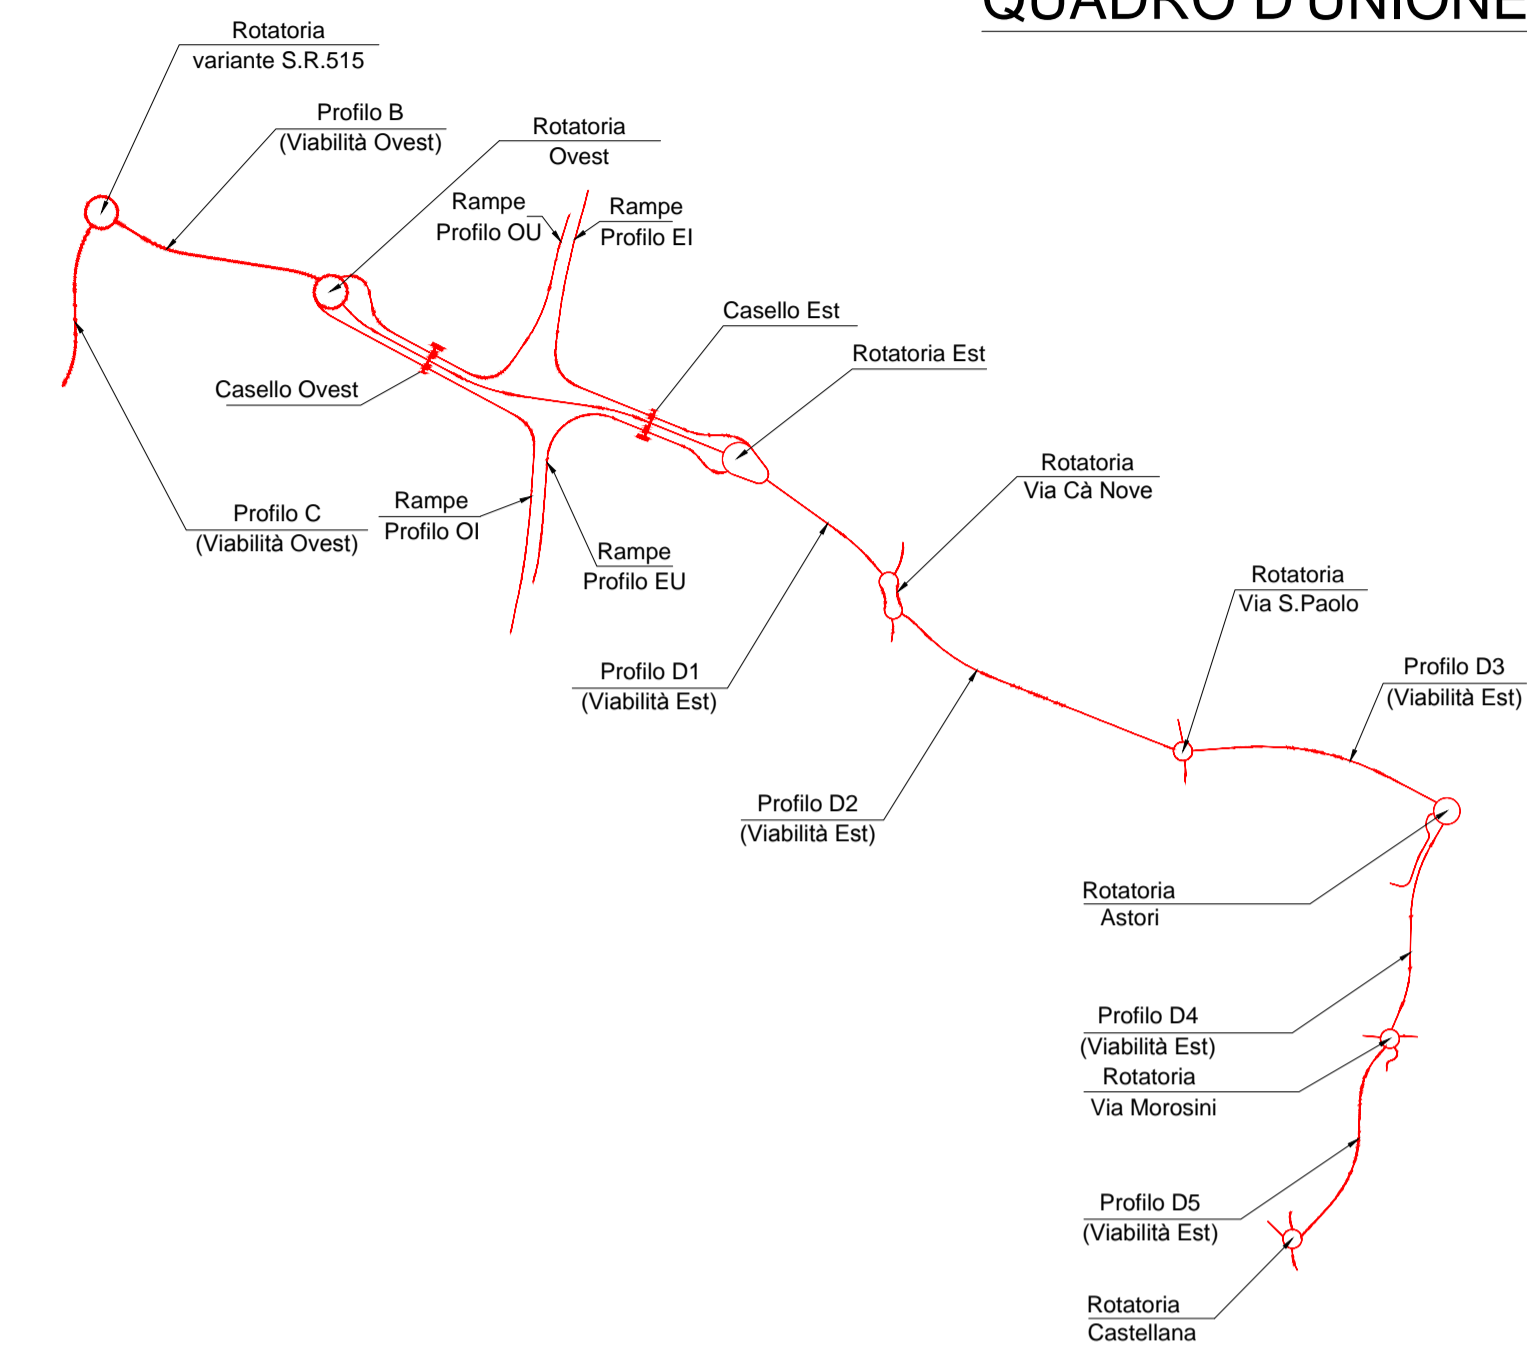 QUADRO D'UNIONE
Rotatoria
variante S.R.515
Profilo B
(Viabilità Ovest)
Rotatoria
Ovest
Rampe
Profilo OU
Rampe
Profilo EI
Casello Est
Rotatoria Est
Casello Ovest
Rotatoria
Via Cà Nove
Profilo C
(Viabilità Ovest)
Rampe
Profilo OI
Rampe
Profilo EU
Rotatoria
Via S.Paolo
Profilo D1
(Viabilità Est)
Profilo D3
(Viabilità Est)
Profilo D2
(Viabilità Est)
Rotatoria
Astori
Profilo D4
(Viabilità Est)
Rotatoria
Via Morosini
Profilo D5
(Viabilità Est)
Rotatoria
Castellana